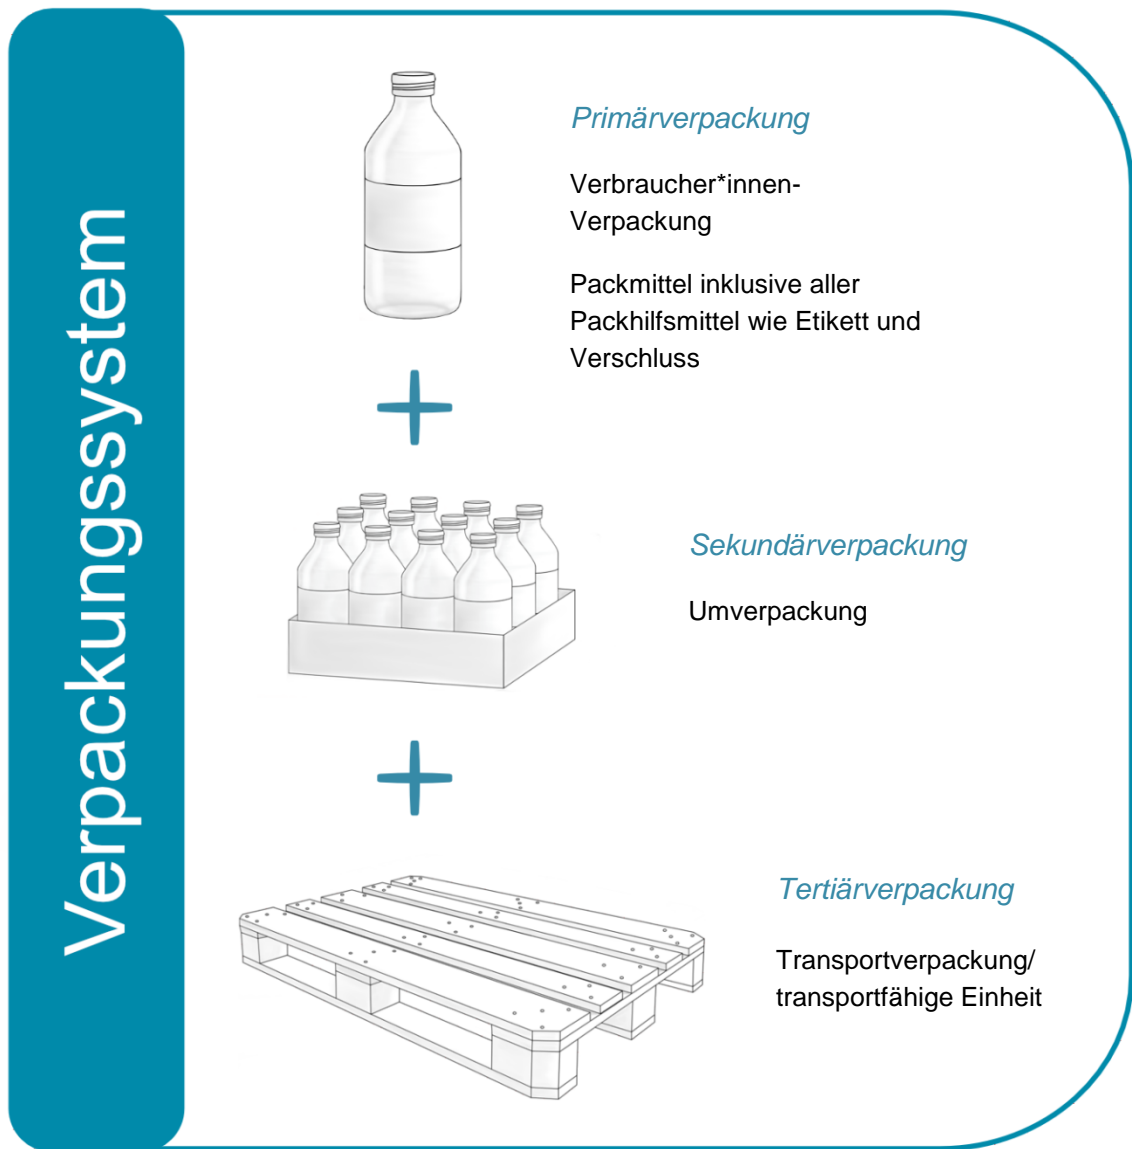 Verpackungssystem
Primärverpackung
Verbraucher*innen-
Verpackung
Packmittel inklusive aller
Packhilfsmittel wie Etikett und
Verschluss
Sekundärverpackung
Umverpackung
Tertiärverpackung
Transportverpackung/
transportfähige Einheit